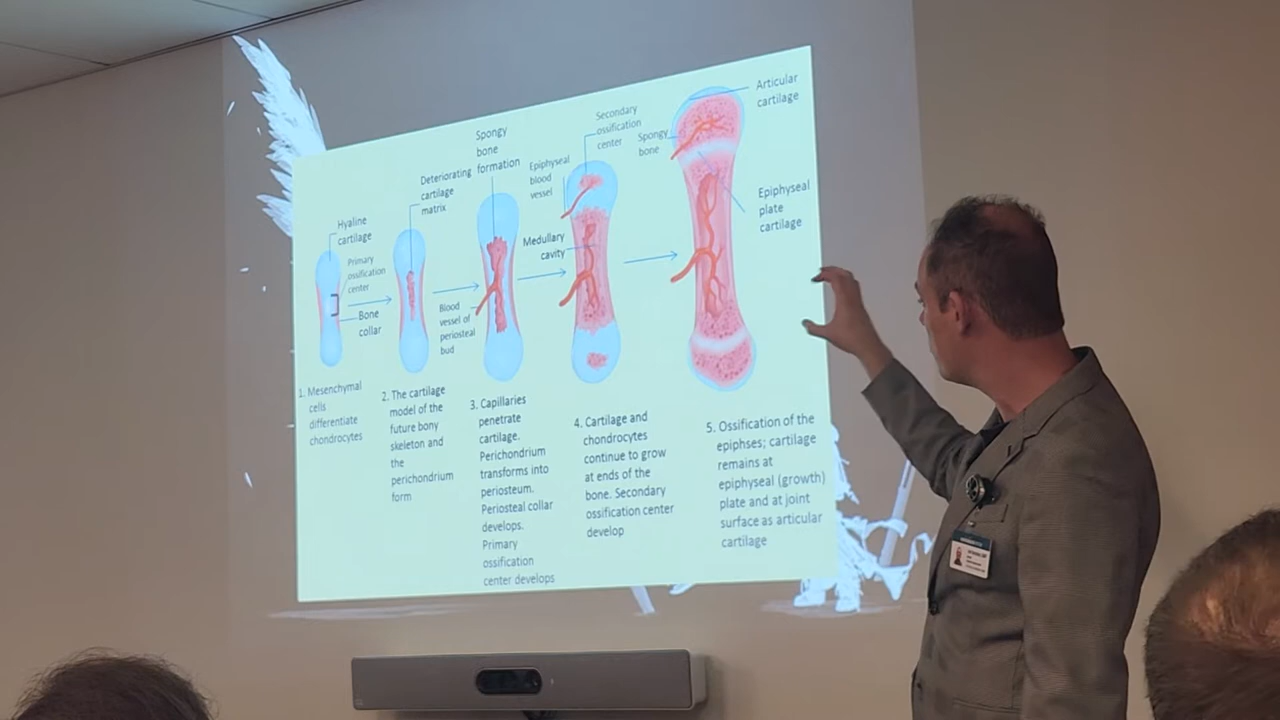 Articular
cartilage
Secondary
ossification
center
Spongy
bone
Spongy
bone
formation
Epiphyseal
blood
vessel
Deteriorating
cartilage
matrix
Epiphyseal
plate
cartilage
Hyaline
cartilage
Medullary
cavity
Primary
ossification
center
Bone
collar
Blood
vessel of
periosteal
bud
1. Mesenchymal
cells
differentiate
chondrocytes
2. The cartilage
model of the
future bony
skeleton and
the
perichondrium
form
3. Capillaries
penetrate
cartilage.
Perichondrium
transforms into
periosteum.
Periosteal collar
develops.
Primary
ossification
center develops
4. Cartilage and
chondrocytes
continue to grow
at ends of the
bone. Secondary
ossification center
develop
5. Ossification of the
epiphses; cartilage
remains at
epiphyseal (growth)
plate and at joint
surface as articular
cartilage